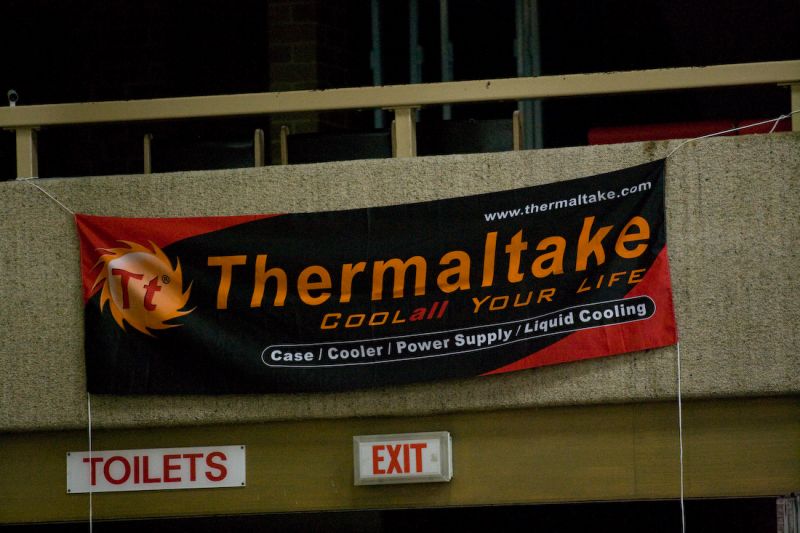 www.thermaltake.com
Tt® Thermaltake
COOLall YOUR LIFE
Case / Cooler / Power Supply / Liquid Cooling
TOILETS
EXIT